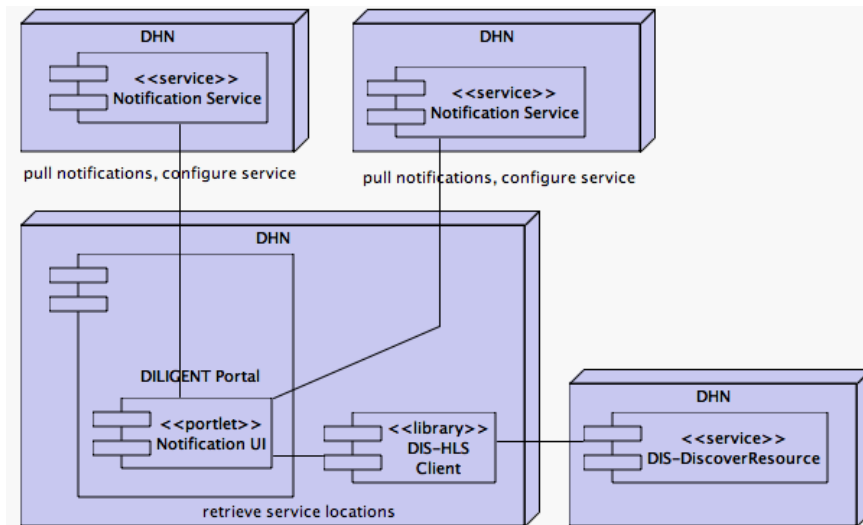 DHN
<<service>>
Notification Service
DHN
<<service>>
Notification Service
pull notifications, configure service
pull notifications, configure service
DHN
DILIGENT Portal
<<portlet>>
Notification UI
<<library>>
DIS-HLS
Client
retrieve service locations
DHN
<<service>>
DIS-DiscoverResource